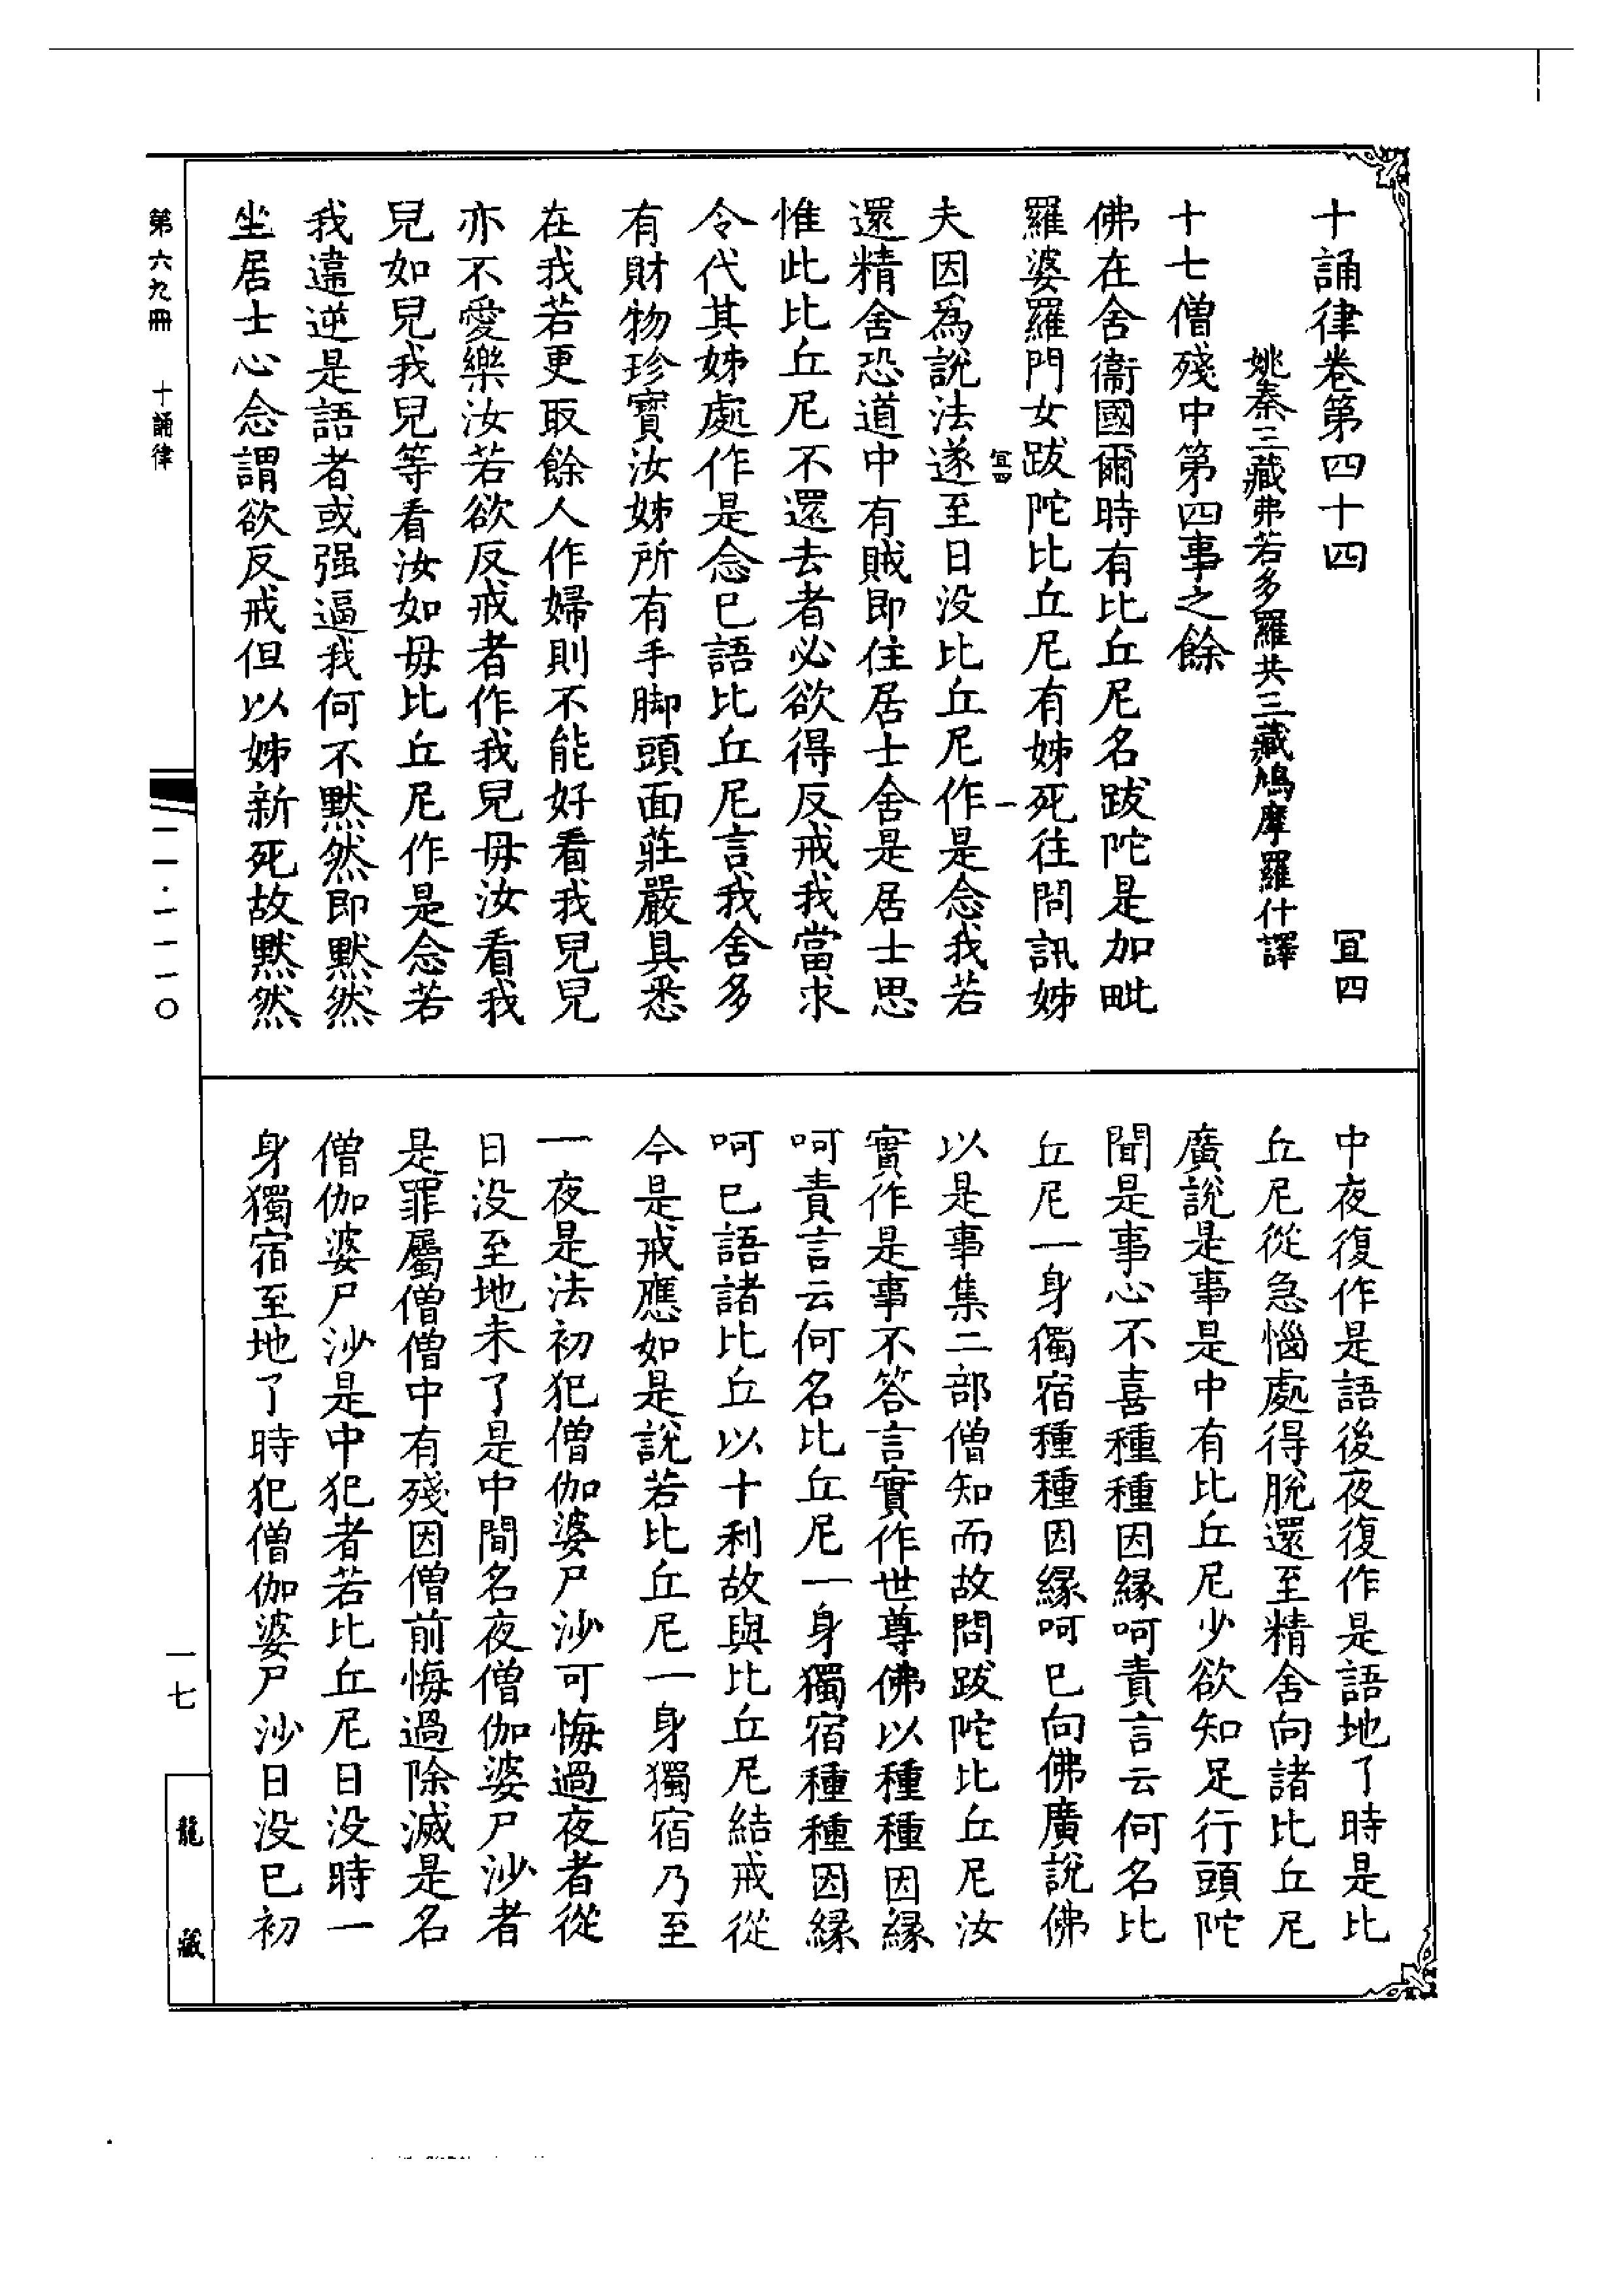 十誦律卷第四十四　宜四
姚秦三藏弗若多羅共三藏鳩摩羅什譯
十七僧殘中第四事之餘
佛在舍衞國爾時有比丘尼名跋陀是加毗
羅婆羅門女跋陀比丘尼有姊死往問訊姊
宜四　一
夫因爲說法遂至日没比丘尼作是念我若
還精舍恐道中有賊即住居士舍是居士思
惟此比丘尼不還去者必欲得反戒我當求
令代其姊處作是念已語比丘尼言我舍多
有財物珍寶汝姊所有手脚頭面莊嚴具悉
在我若更取餘人作婦則不能好看我兒兒
亦不愛樂汝若欲反戒者作我兒母汝看我
兒如兒我兒等看汝如母比丘尼作是念若
我違逆是語者或强逼我何不默然即默然
坐居士心念謂欲反戒但以姊新死故默然
中夜復作是語後夜復作是語地了時是比
丘尼從急惱處得脫還至精舍向諸比丘尼
廣說是事是中有比丘尼少欲知足行頭陀
聞是事心不喜種種因縁呵責言云何名比
丘尼一身獨宿種種因縁呵已向佛廣說佛
以是事集二部僧知而故問跋陀比丘尼汝
實作是事不答言實作世尊佛以種種因縁
呵責言云何名比丘尼一身獨宿種種因縁
呵已語諸比丘以十利故與比丘尼結戒從
今是戒應如是說若比丘尼一身獨宿乃至
一夜是法初犯僧伽婆尸沙可悔過夜者從
日没至地未了是中間名夜僧伽婆尸沙者
是罪屬僧僧中有殘因僧前悔過除滅是名
僧伽婆尸沙是中犯者若比丘尼日没時一
身獨宿至地了時犯僧伽婆尸沙日没已初
第六九冊　十誦律
一一·一一一〇
一七
龍藏